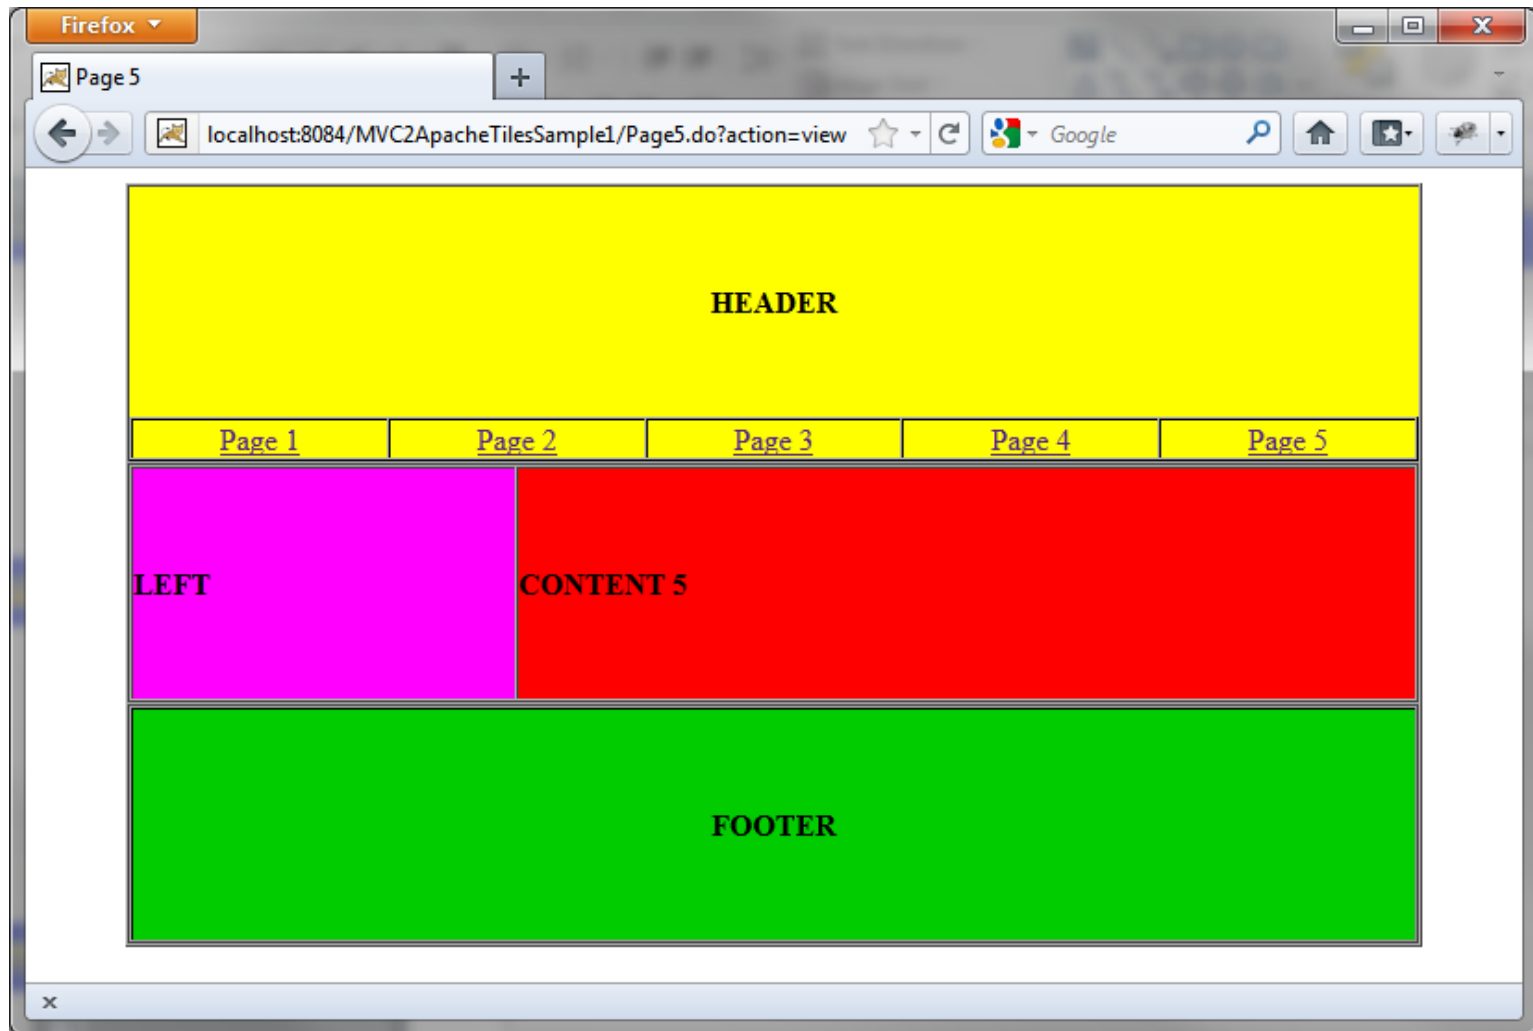 Firefox
Page 5
localhost:8084/MVC2ApacheTilesSample1/Page5.do?action=view
Google
HEADER
Page 1 Page 2 Page 3 Page 4 Page 5
LEFT CONTENT 5
FOOTER